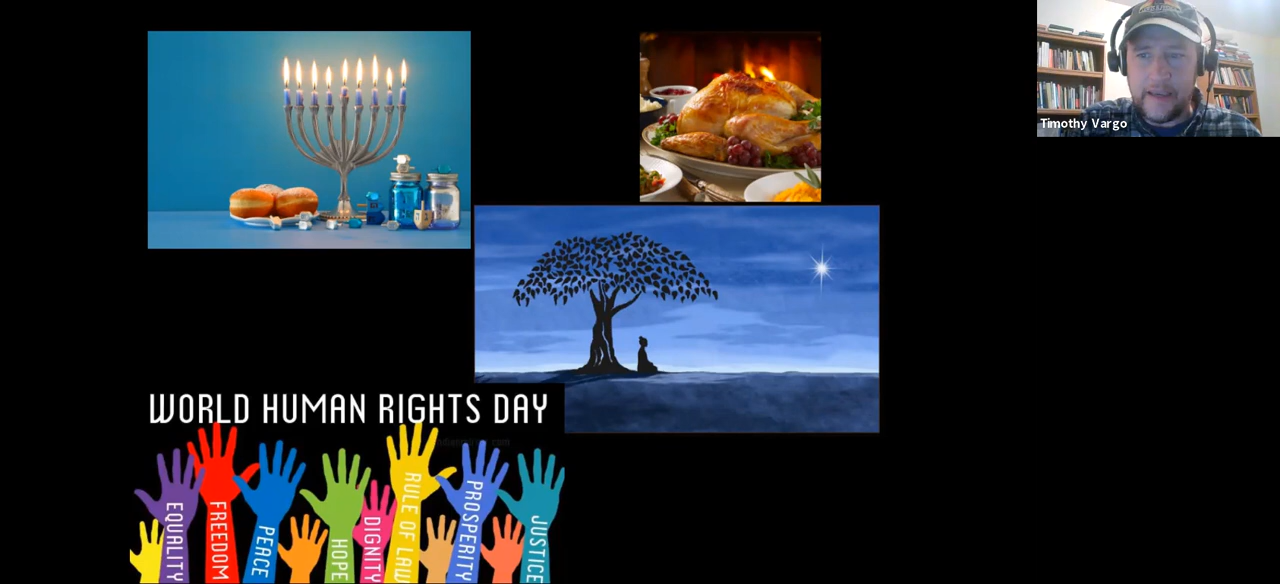 Timothy Vargo
WORLD HUMAN RIGHTS DAY
EQUALITY
FREEDOM
PEACE
HOPE
DIGNITY
RULE OF LAW
PROSPERITY
JUSTICE